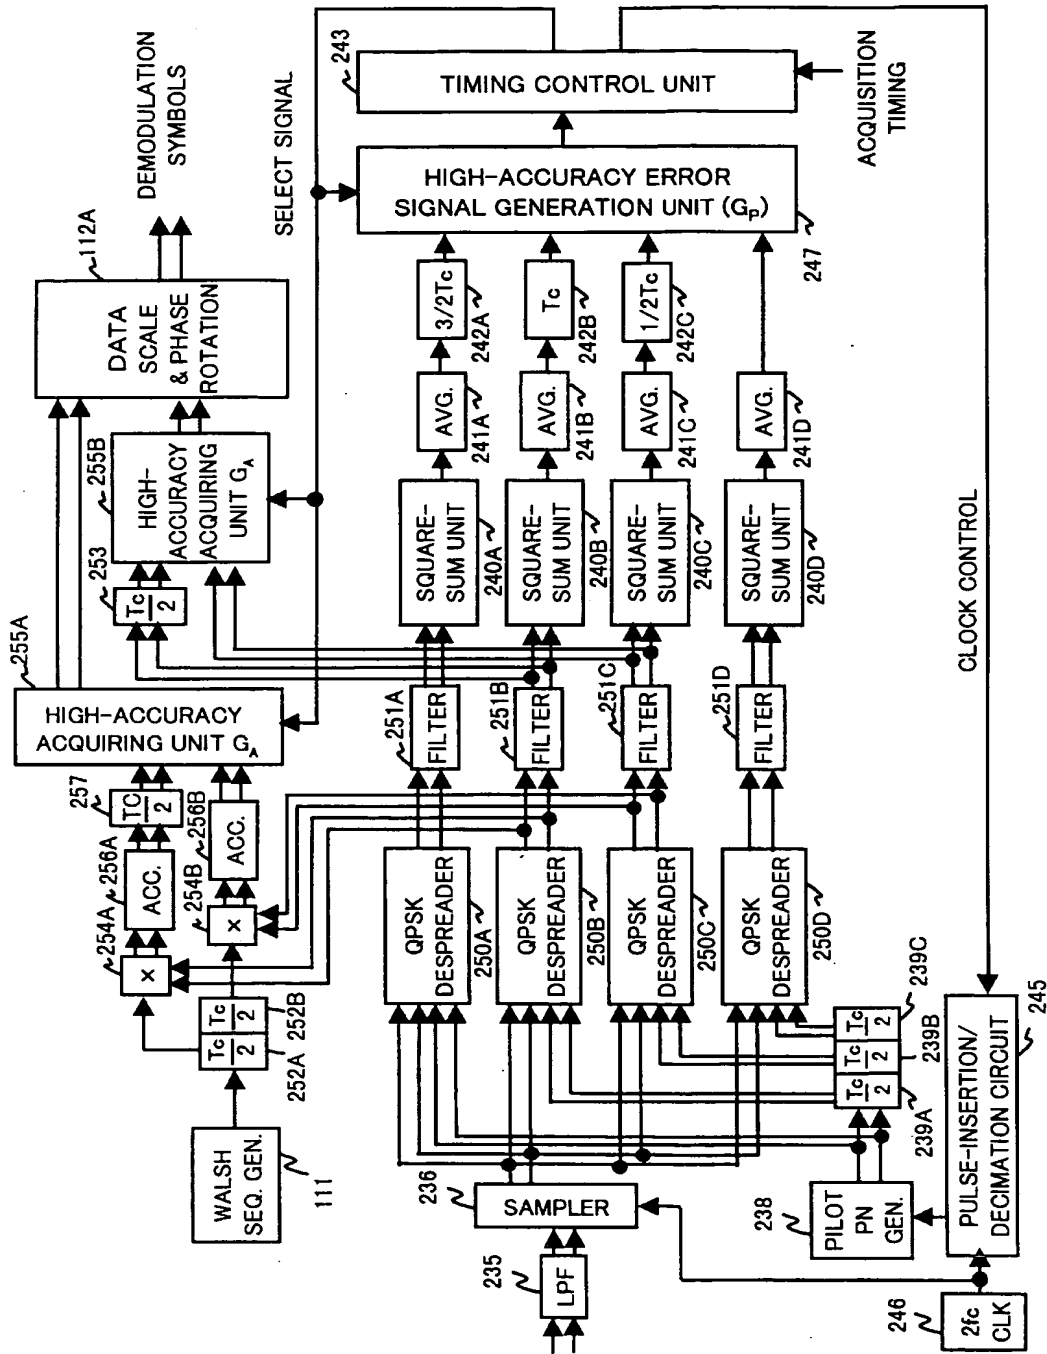 DEMODULATION
SYMBOLS
112A
DATA
SCALE
& PHASE
ROTATION
SELECT SIGNAL
243
TIMING CONTROL UNIT
ACQUISITION
TIMING
HIGH-ACCURACY ERROR
SIGNAL GENERATION UNIT (GP)
247
255B
HIGH-
ACCURACY
ACQUIRING
UNIT GA
253
Tc
2
255A
HIGH-ACCURACY
ACQUIRING UNIT GA
257
TC
2
256B
ACC.
256A
ACC.
254A
×
254B
×
Tc
2
252A
Tc
2
252B
WALSH
SEQ. GEN.
111
3/2Tc
242A
Tc
242B
1/2Tc
242C
AVG.
241A
AVG.
241B
AVG.
241C
AVG.
241D
SQUARE-
SUM UNIT
240A
SQUARE-
SUM UNIT
240B
SQUARE-
SUM UNIT
240C
SQUARE-
SUM UNIT
240D
251A
FILTER
251B
FILTER
251C
FILTER
251D
FILTER
QPSK
DESPREADER
250A
QPSK
DESPREADER
250B
QPSK
DESPREADER
250C
QPSK
DESPREADER
250D
Tc
2
239A
Tc
2
239B
Tc
2
239C
236
SAMPLER
235
LPF
238
PILOT
PN
GEN.
CLOCK CONTROL
PULSE-INSERTION/
DECIMATION CIRCUIT
245
246
2fc
CLK